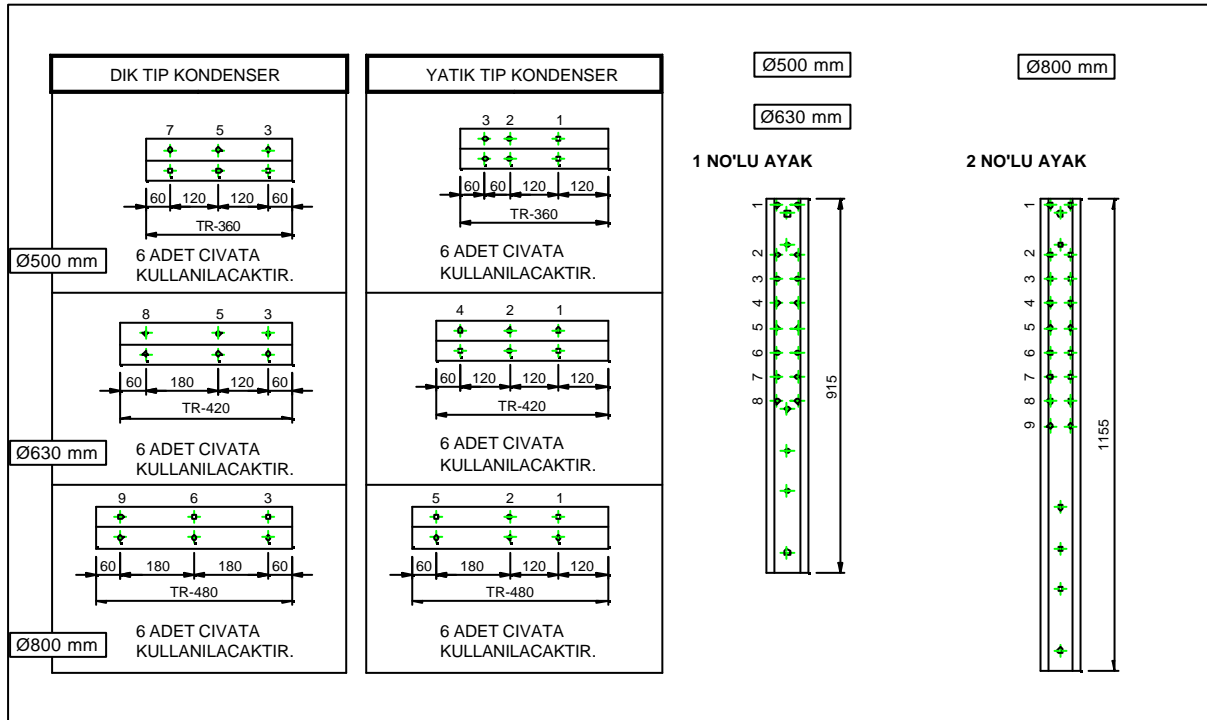 DIK TIP KONDENSER
YATIK TIP KONDENSER
Ø500 mm
Ø800 mm
Ø630 mm
1 NO'LU AYAK
2 NO'LU AYAK
7 5 3
60 120 120 60
TR-360
6 ADET CIVATA
KULLANILACAKTIR.
Ø500 mm
3 2 1
60 60 120 120
TR-360
6 ADET CIVATA
KULLANILACAKTIR.
8 5 3
60 180 120 60
TR-420
6 ADET CIVATA
KULLANILACAKTIR.
Ø630 mm
4 2 1
60 120 120 120
TR-420
6 ADET CIVATA
KULLANILACAKTIR.
9 6 3
60 180 180 60
TR-480
6 ADET CIVATA
KULLANILACAKTIR.
Ø800 mm
5 2 1
60 180 120 120
TR-480
6 ADET CIVATA
KULLANILACAKTIR.
1
2
3
4
5
6
7
8
915
1
2
3
4
5
6
7
8
9
1155